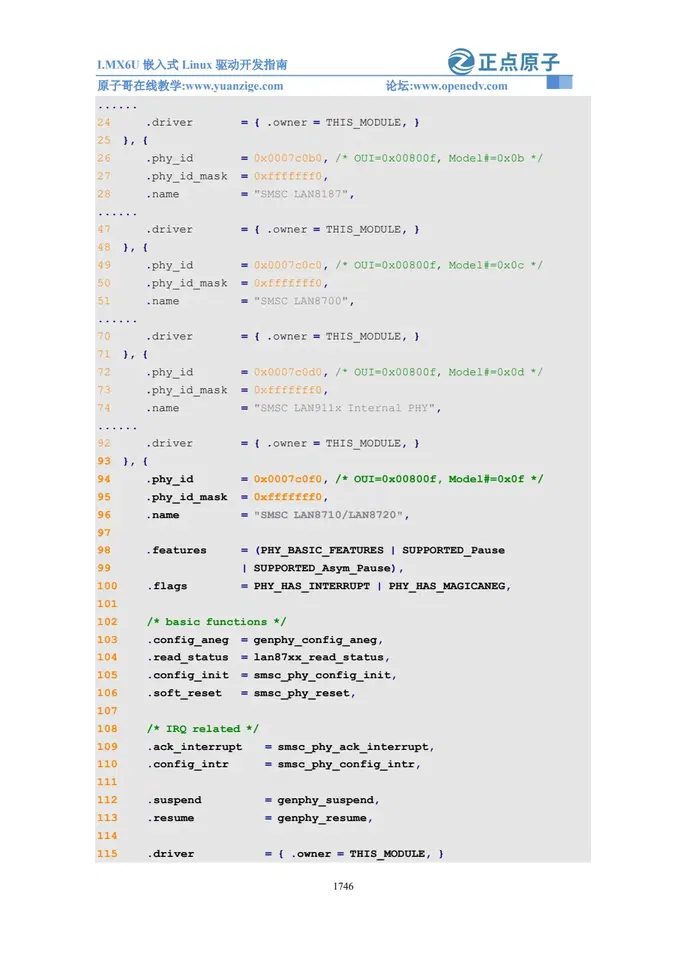 I.MX6U 嵌入式 Linux 驱动开发指南
正点原子
原子哥在线教学:www.yuanzige.com 论坛:www.openedv.com
......
24 .driver = { .owner = THIS_MODULE, }
25 }, {
26 .phy_id = 0x0007c0b0, /* OUI=0x00800f, Model#=0x0b */
27 .phy_id_mask = 0xfffffff0,
28 .name = "SMSC LAN8187",
......
47 .driver = { .owner = THIS_MODULE, }
48 }, {
49 .phy_id = 0x0007c0c0, /* OUI=0x00800f, Model#=0x0c */
50 .phy_id_mask = 0xfffffff0,
51 .name = "SMSC LAN8700",
......
70 .driver = { .owner = THIS_MODULE, }
71 }, {
72 .phy_id = 0x0007c0d0, /* OUI=0x00800f, Model#=0x0d */
73 .phy_id_mask = 0xfffffff0,
74 .name = "SMSC LAN911x Internal PHY",
......
92 .driver = { .owner = THIS_MODULE, }
93 }, {
94 .phy_id = 0x0007c0f0, /* OUI=0x00800f, Model#=0x0f */
95 .phy_id_mask = 0xfffffff0,
96 .name = "SMSC LAN8710/LAN8720",
97
98 .features = (PHY_BASIC_FEATURES | SUPPORTED_Pause
99 | SUPPORTED_Asym_Pause),
100 .flags = PHY_HAS_INTERRUPT | PHY_HAS_MAGICANEG,
101
102 /* basic functions */
103 .config_aneg = genphy_config_aneg,
104 .read_status = lan87xx_read_status,
105 .config_init = smsc_phy_config_init,
106 .soft_reset = smsc_phy_reset,
107
108 /* IRQ related */
109 .ack_interrupt = smsc_phy_ack_interrupt,
110 .config_intr = smsc_phy_config_intr,
111
112 .suspend = genphy_suspend,
113 .resume = genphy_resume,
114
115 .driver = { .owner = THIS_MODULE, }
1746